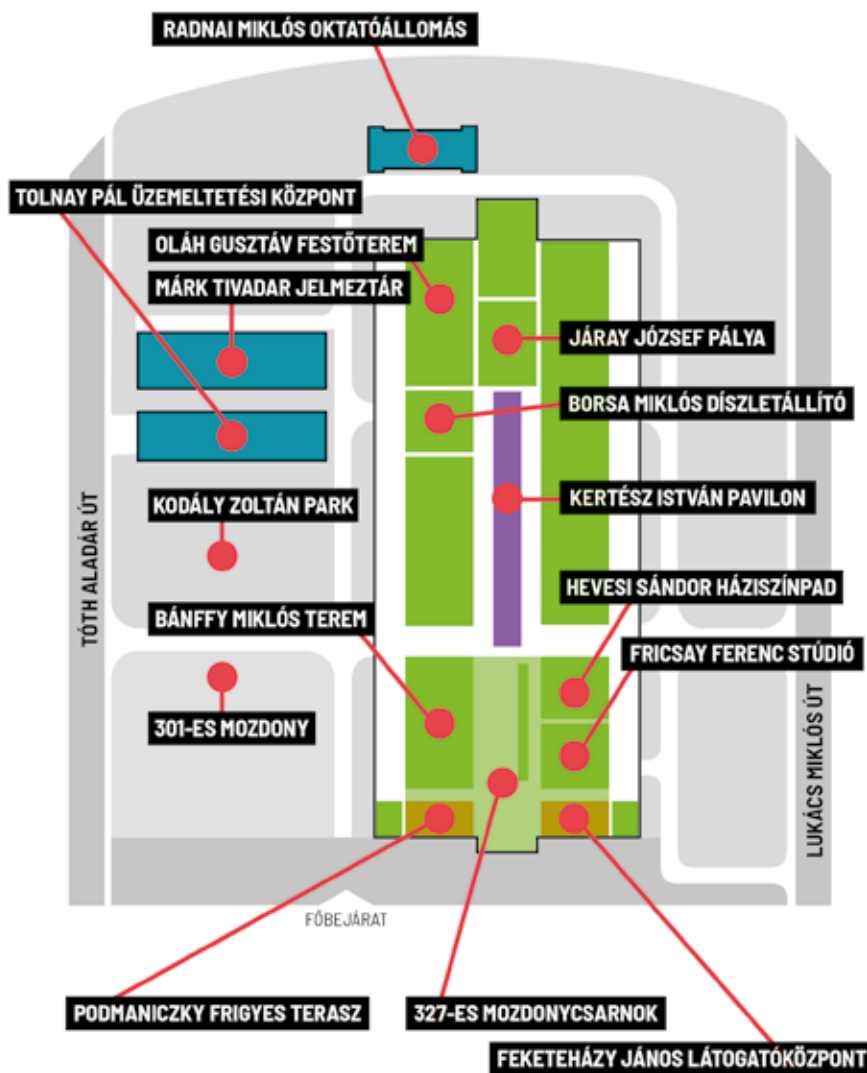 RADNAI MIKLÓS OKTATÓÁLLOMÁS
TOLNAY PÁL ÜZEMELTETÉSI KÖZPONT
OLÁH GUSZTÁV FESTŐTEREM
MÁRK TIVADAR JELMEZTÁR
JÁRAY JÓZSEF PÁLYA
BORSA MIKLÓS DÍSZLETÁLLÍTÓ
KODÁLY ZOLTÁN PARK
KERTÉSZ ISTVÁN PAVILON
TÓTH ALADÁR ÚT
HEVESI SÁNDOR HÁZISZÍNPAD
BÁNFFY MIKLÓS TEREM
FRICSAY FERENC STÚDIÓ
301-ES MOZDONY
LUKÁCS MIKLÓS ÚT
FŐBEJÁRAT
PODMANICZKY FRIGYES TERASZ
327-ES MOZDONYCSARNOK
FEKETEHÁZY JÁNOS LÁTOGATÓKÖZPONT